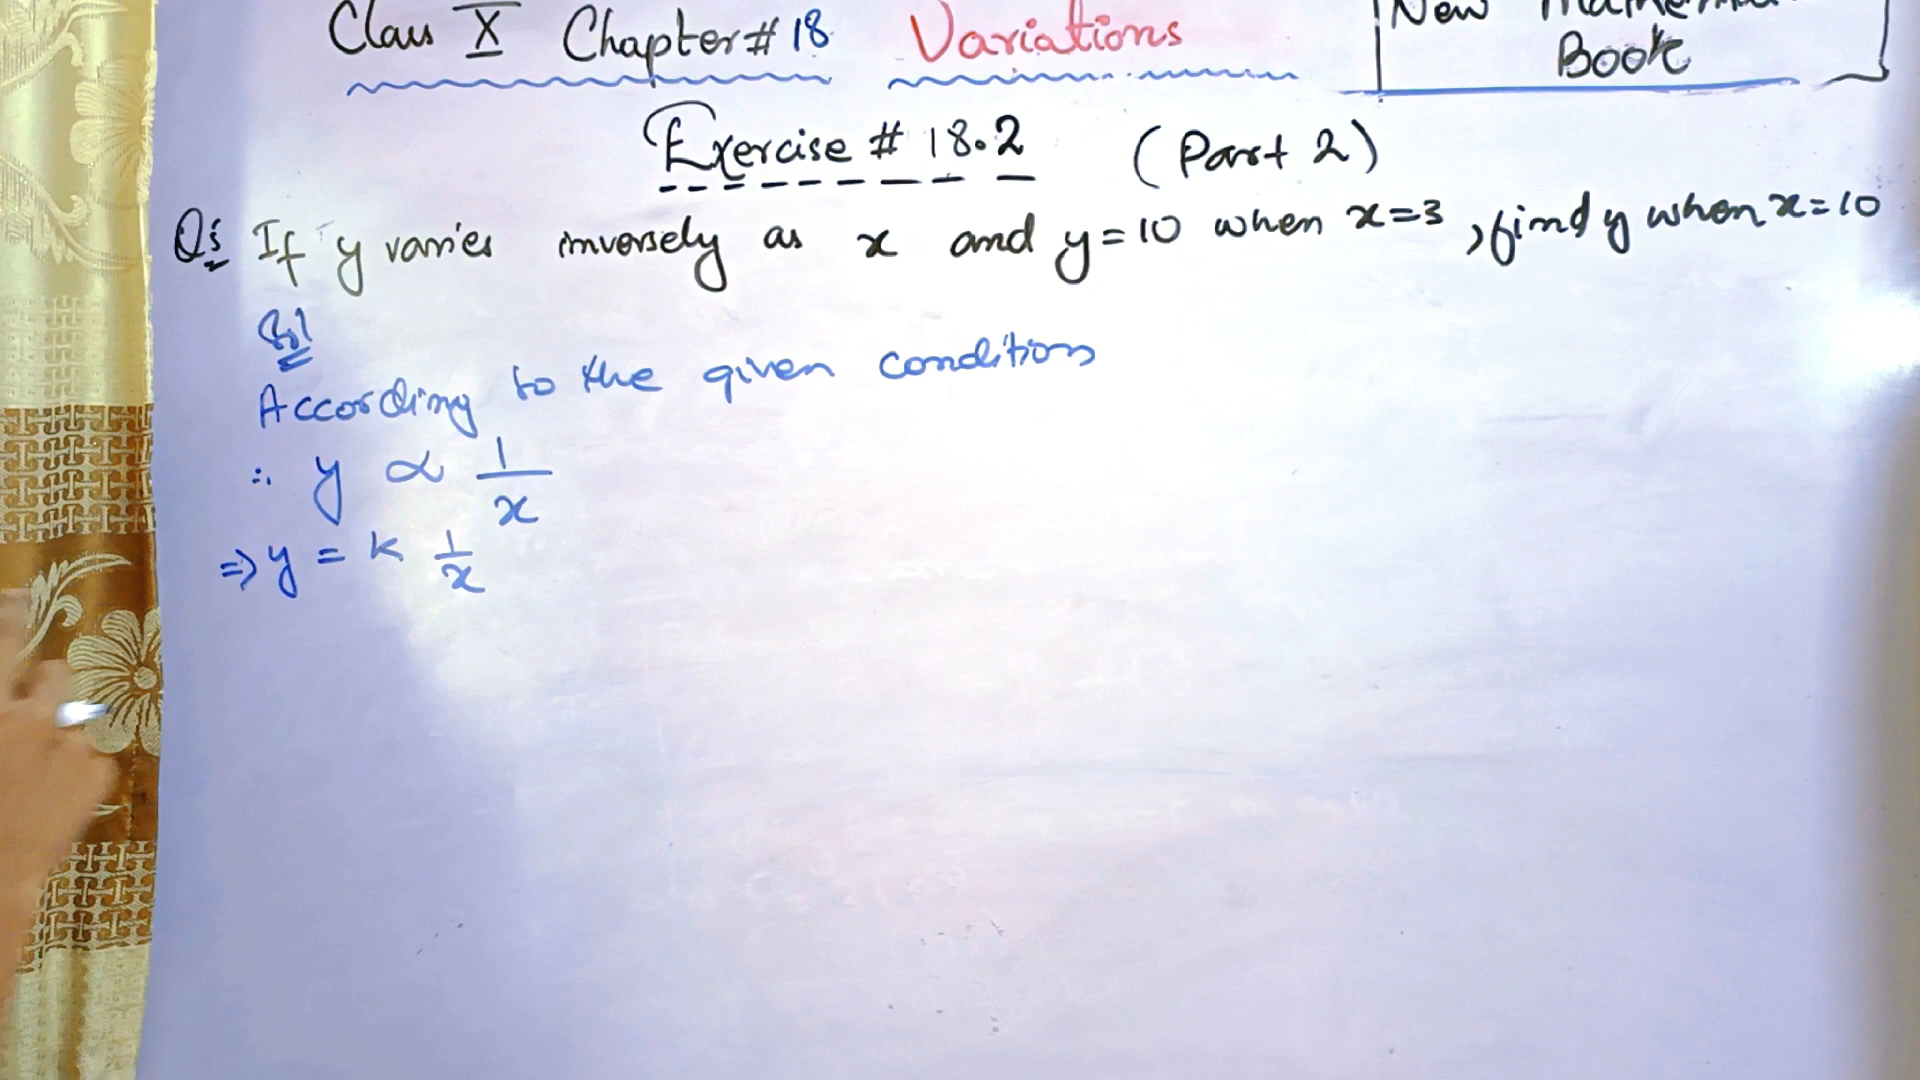 Class X Chapter # 18 Variations
New
Book
Exercise # 18.2 (Part 2)
Q: If y varies inversely as x and y = 10 when x = 3, find y when x = 10
Sol
According to the given conditions
∴ y ∝ 1/x
⇒ y = k 1/x